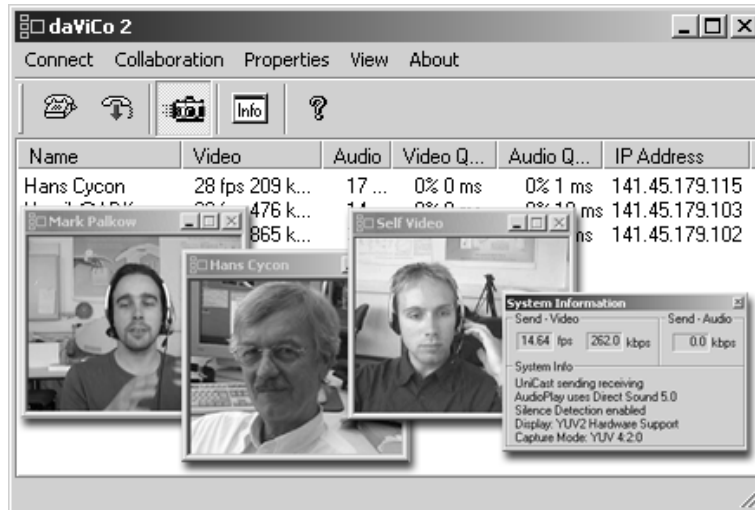 daViCo 2
Connect Collaboration Properties View About
Info ?
Name Video Audio Video Q... Audio Q... IP Address
Hans Cycon 28 fps 209 k... 17 ... 0% 0 ms 0% 1 ms 141.45.179.115
476 k... ms 141.45.179.103
865 k... ms 141.45.179.102
Mark Palkow
Self Video
Hans Cycon
System Information
Send - Video Send - Audio
14.64 fps 262.0 kbps 0.0 kbps
System Info
UniCast sending receiving
AudioPlay uses Direct Sound 5.0
Silence Detection enabled
Display: YUV2 Hardware Support
Capture Mode: YUV 4:2:0